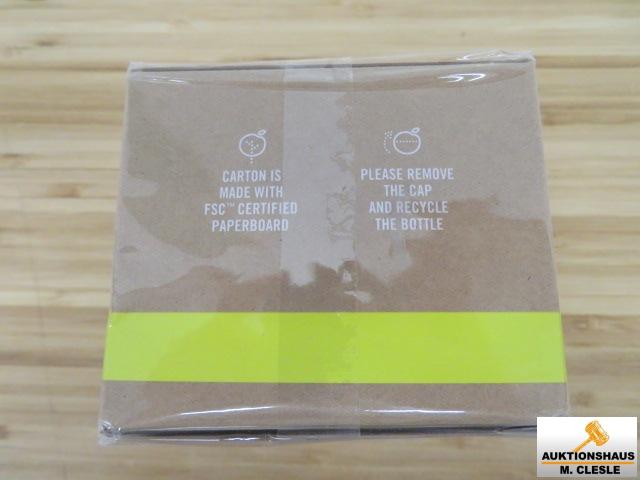 CARTON IS
MADE WITH
FSC™ CERTIFIED
PAPERBOARD
PLEASE REMOVE
THE CAP
AND RECYCLE
THE BOTTLE
AUKTIONSHAUS
M. CLESLE